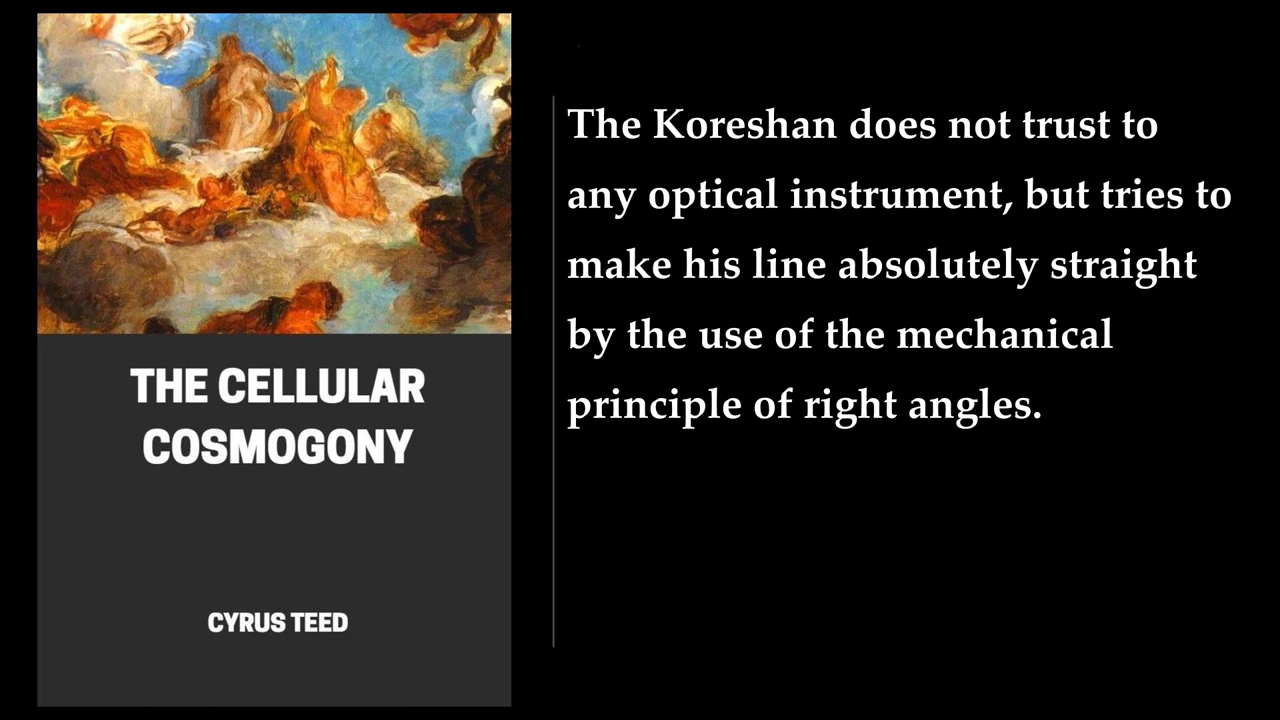 THE CELLULAR
COSMOGONY
CYRUS TEED
The Koreshan does not trust to
any optical instrument, but tries to
make his line absolutely straight
by the use of the mechanical
principle of right angles.